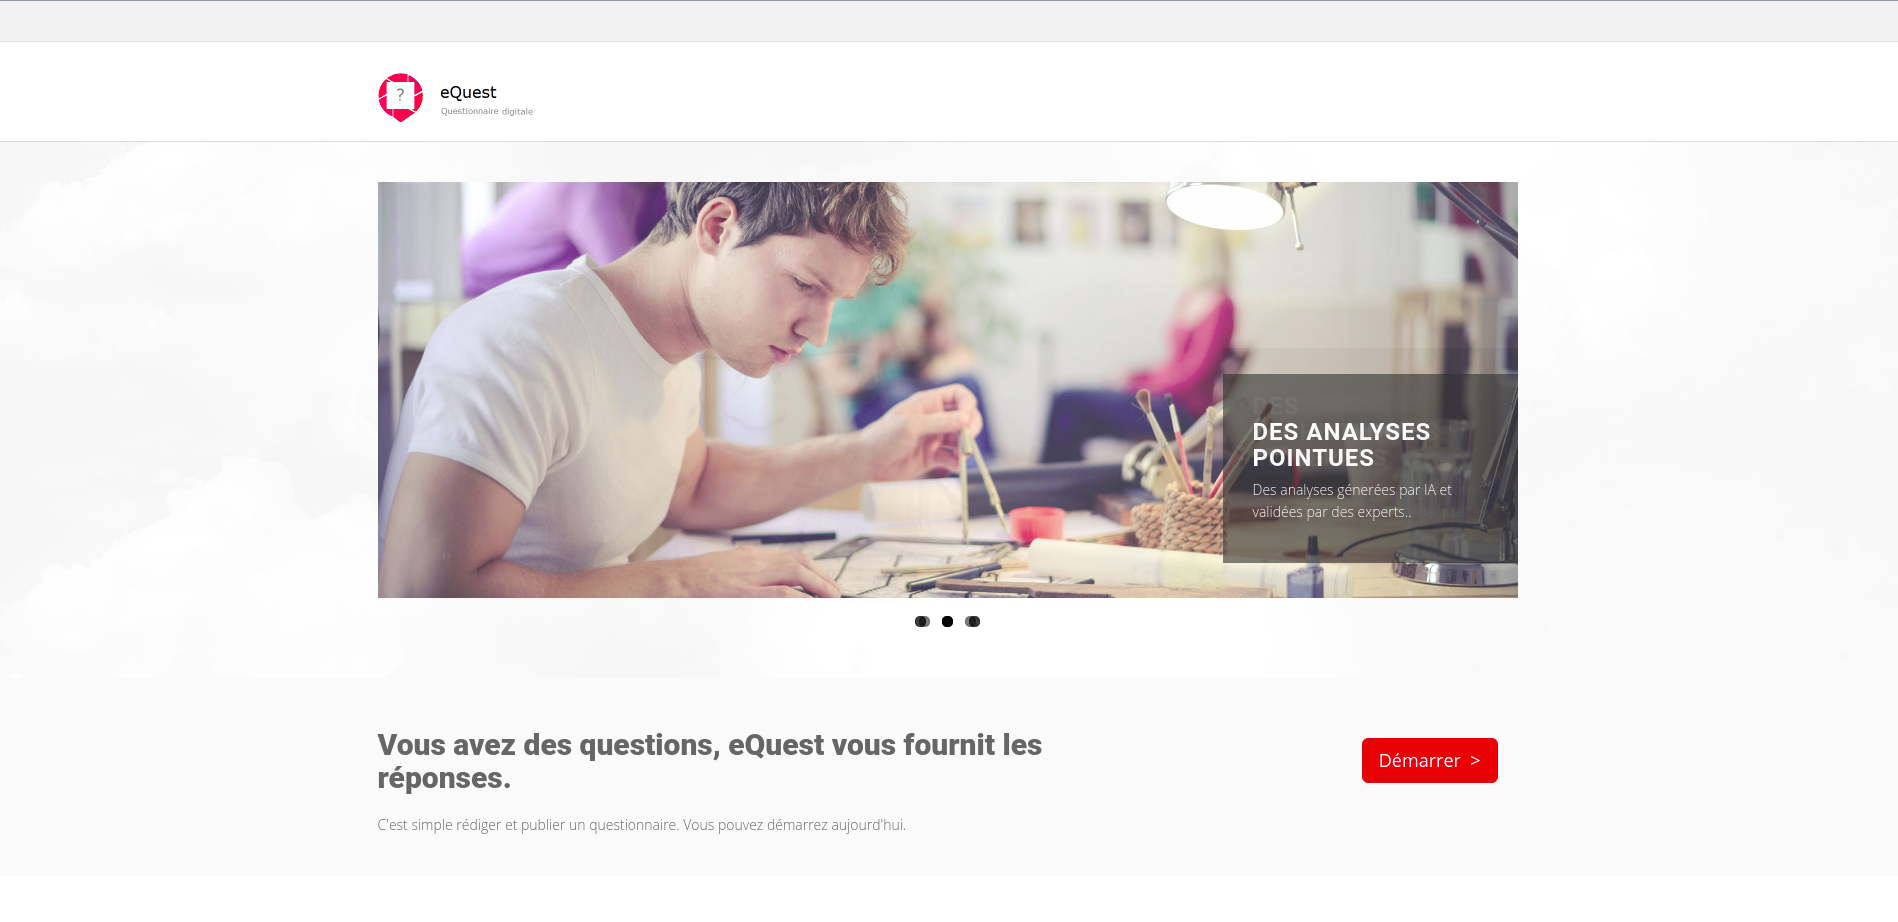 ?
eQuest
Questionnaire digitale
DES
DES ANALYSES
POINTUES
Des analyses génerées par IA et
validées par des experts..
Vous avez des questions, eQuest vous fournit les
réponses.
Démarrer >
C'est simple rédiger et publier un questionnaire. Vous pouvez démarrez aujourd'hui.